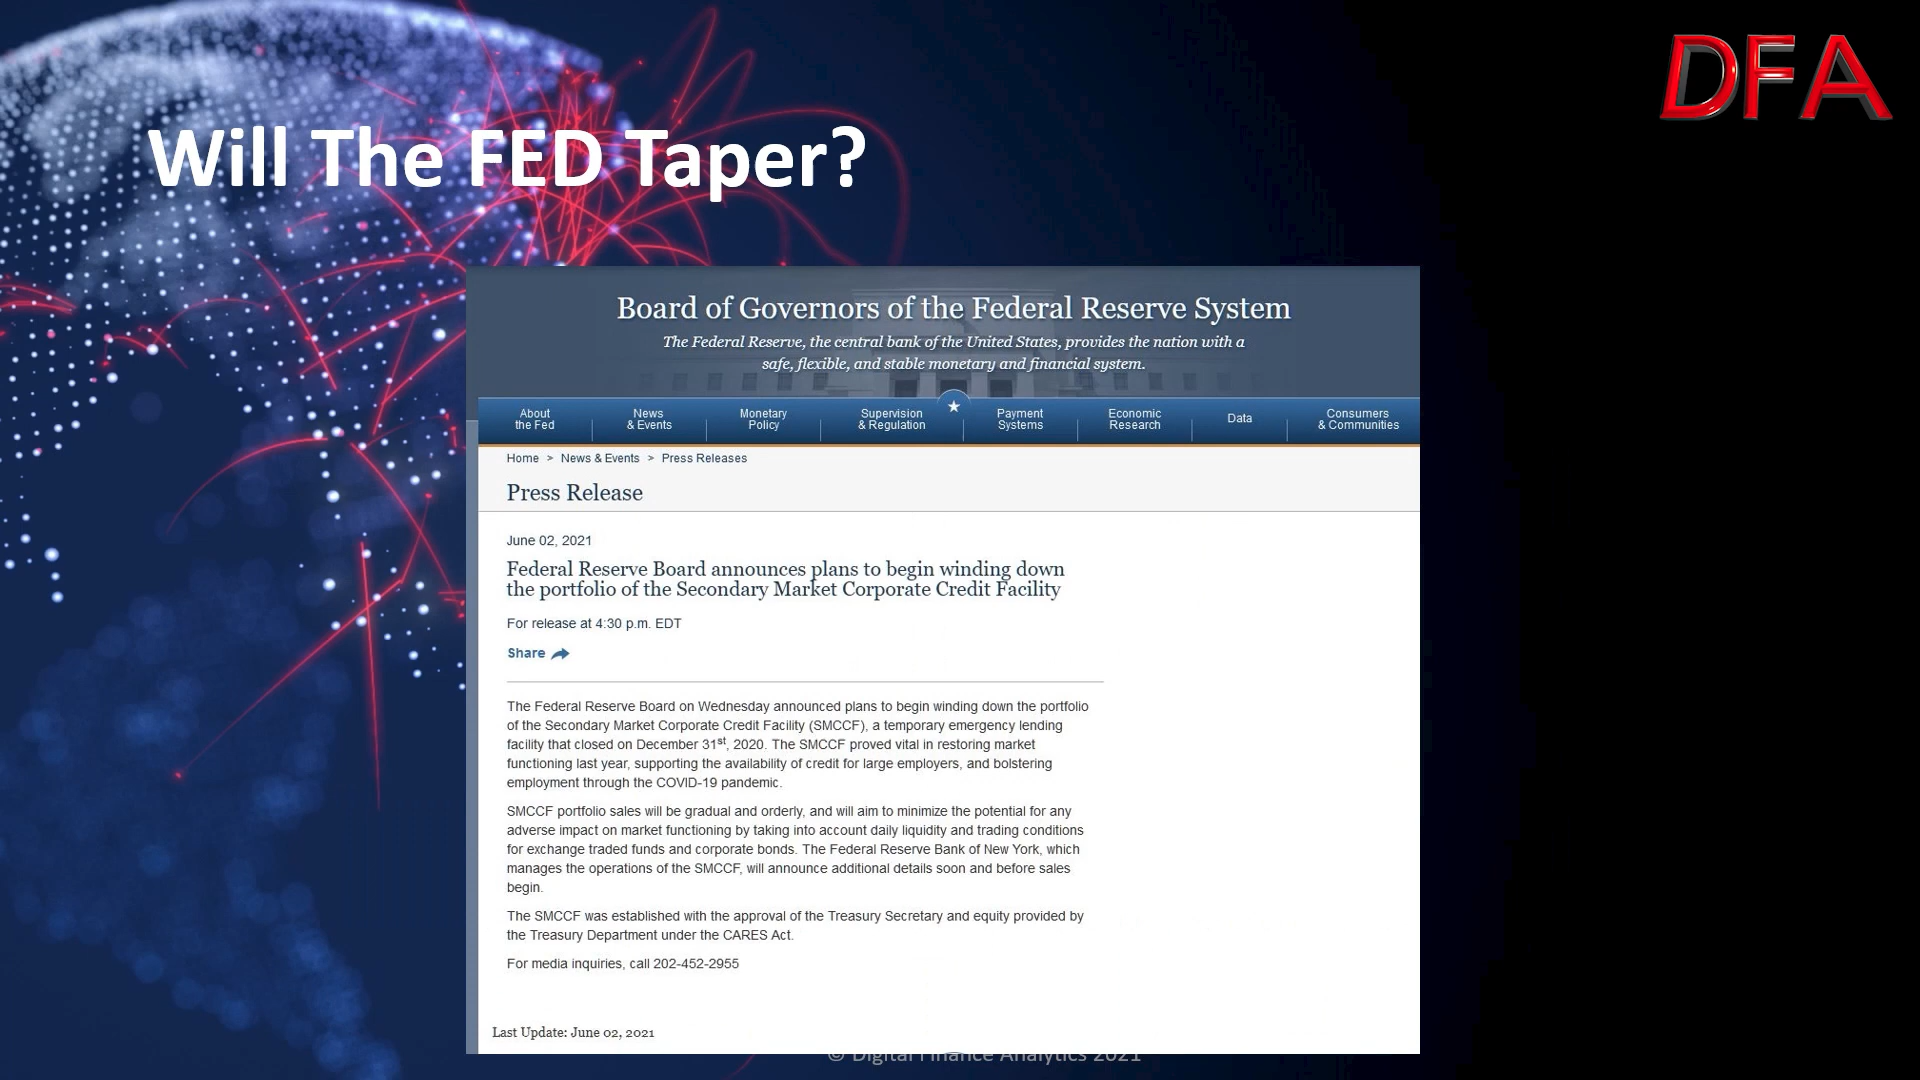 DFA
Will The FED Taper?
Board of Governors of the Federal Reserve System
The Federal Reserve, the central bank of the United States, provides the nation with a
safe, flexible, and stable monetary and financial system.
About
the Fed
News
& Events
Monetary
Policy
Supervision
& Regulation
Payment
Systems
Economic
Research
Data
Consumers
& Communities
Home > News & Events > Press Releases
Press Release
June 02, 2021
Federal Reserve Board announces plans to begin winding down
the portfolio of the Secondary Market Corporate Credit Facility
For release at 4:30 p.m. EDT
Share
The Federal Reserve Board on Wednesday announced plans to begin winding down the portfolio
of the Secondary Market Corporate Credit Facility (SMCCF), a temporary emergency lending
facility that closed on December 31st, 2020. The SMCCF proved vital in restoring market
functioning last year, supporting the availability of credit for large employers, and bolstering
employment through the COVID-19 pandemic.
SMCCF portfolio sales will be gradual and orderly, and will aim to minimize the potential for any
adverse impact on market functioning by taking into account daily liquidity and trading conditions
for exchange traded funds and corporate bonds. The Federal Reserve Bank of New York, which
manages the operations of the SMCCF, will announce additional details soon and before sales
begin.
The SMCCF was established with the approval of the Treasury Secretary and equity provided by
the Treasury Department under the CARES Act.
For media inquiries, call 202-452-2955
Last Update: June 02, 2021
© Digital Finance Analytics 2021